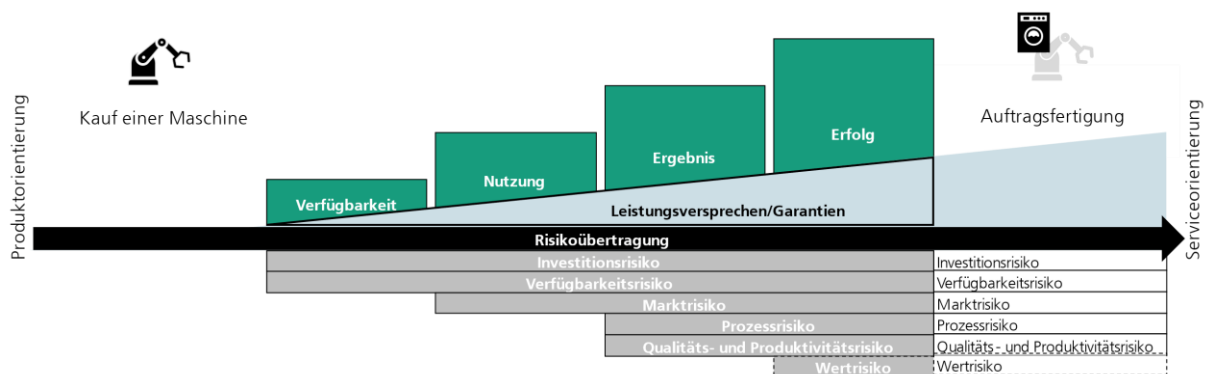 Produktorientierung
Kauf einer Maschine
Verfügbarkeit
Nutzung
Ergebnis
Erfolg
Leistungsversprechen/Garantien
Auftragsfertigung
Serviceorientierung
Risikoübertragung
Investitionsrisiko
Investitionsrisiko
Verfügbarkeitsrisiko
Verfügbarkeitsrisiko
Marktrisiko
Marktrisiko
Prozessrisiko
Prozessrisiko
Qualitäts- und Produktivitätsrisiko
Qualitäts- und Produktivitätsrisiko
Wertrisiko
Wertrisiko